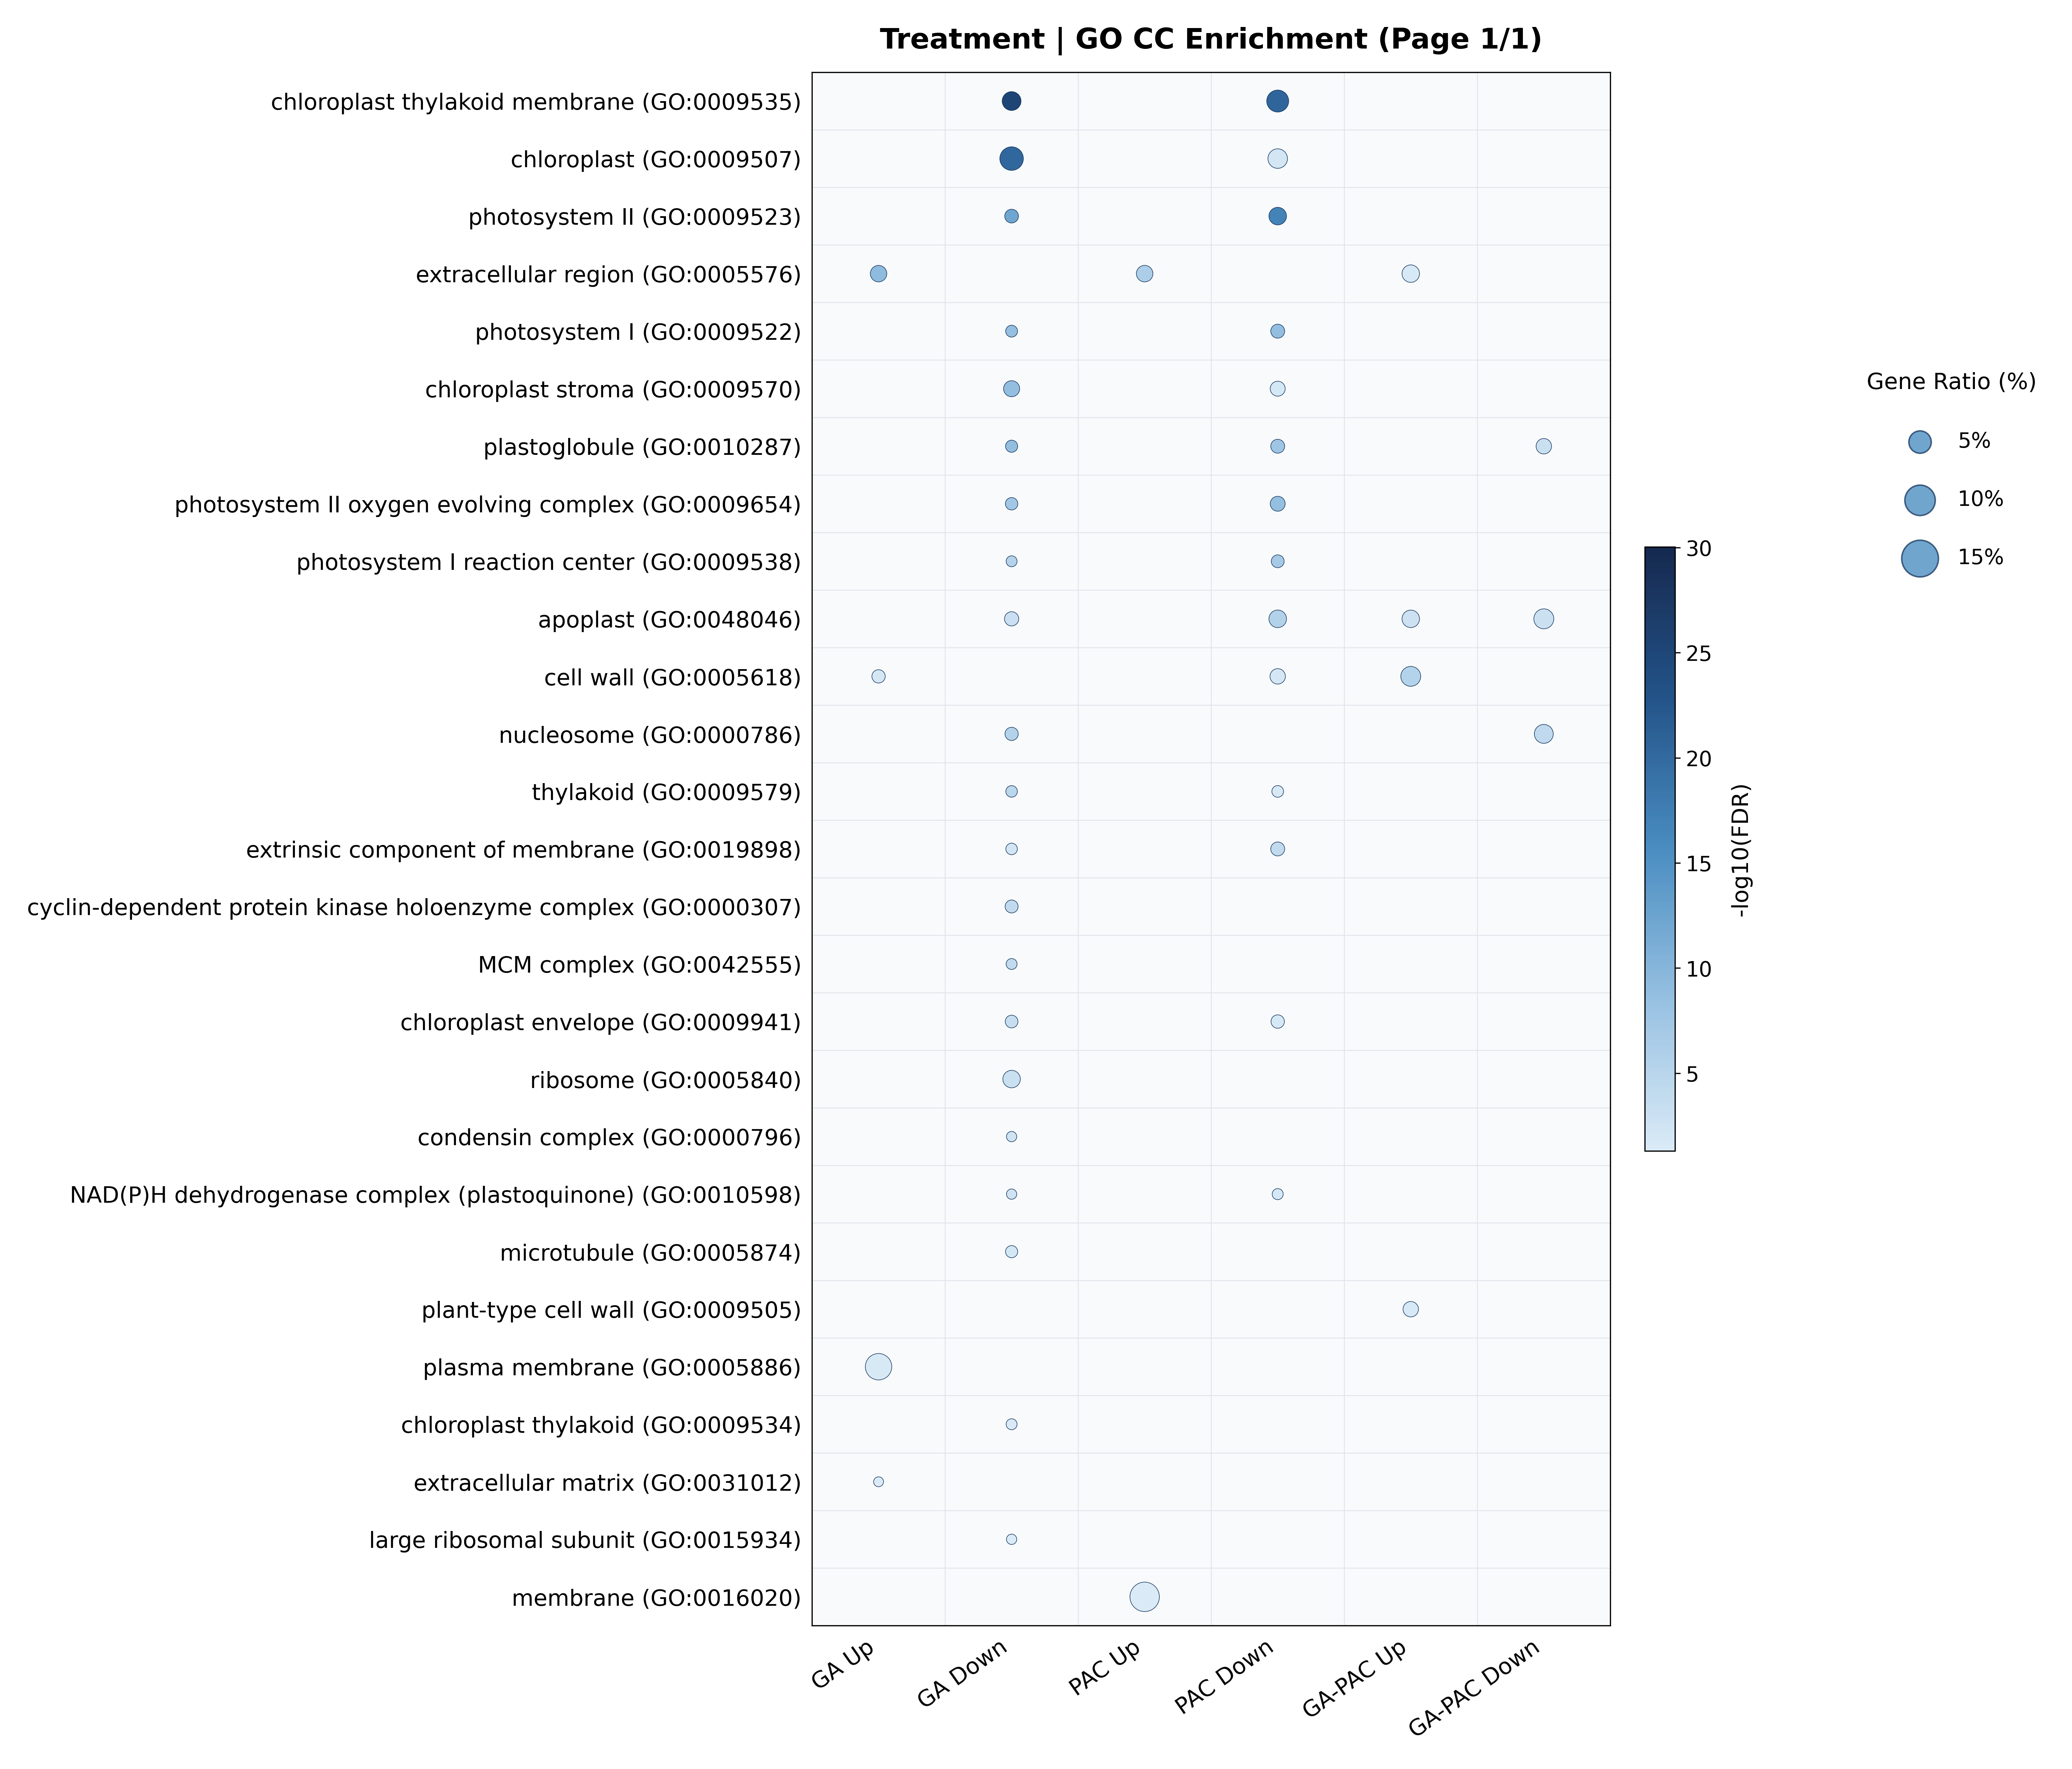 Treatment | GO CC Enrichment (Page 1/1)
chloroplast thylakoid membrane (GO:0009535)
chloroplast (GO:0009507)
photosystem II (GO:0009523)
extracellular region (GO:0005576)
photosystem I (GO:0009522)
chloroplast stroma (GO:0009570)
plastoglobule (GO:0010287)
photosystem II oxygen evolving complex (GO:0009654)
photosystem I reaction center (GO:0009538)
apoplast (GO:0048046)
cell wall (GO:0005618)
nucleosome (GO:0000786)
thylakoid (GO:0009579)
extrinsic component of membrane (GO:0019898)
cyclin-dependent protein kinase holoenzyme complex (GO:0000307)
MCM complex (GO:0042555)
chloroplast envelope (GO:0009941)
ribosome (GO:0005840)
condensin complex (GO:0000796)
NAD(P)H dehydrogenase complex (plastoquinone) (GO:0010598)
microtubule (GO:0005874)
plant-type cell wall (GO:0009505)
plasma membrane (GO:0005886)
chloroplast thylakoid (GO:0009534)
extracellular matrix (GO:0031012)
large ribosomal subunit (GO:0015934)
membrane (GO:0016020)
GA Up
GA Down
PAC Up
PAC Down
GA-PAC Up
GA-PAC Down
30
25
20
15
10
5
-log10(FDR)
Gene Ratio (%)
5%
10%
15%